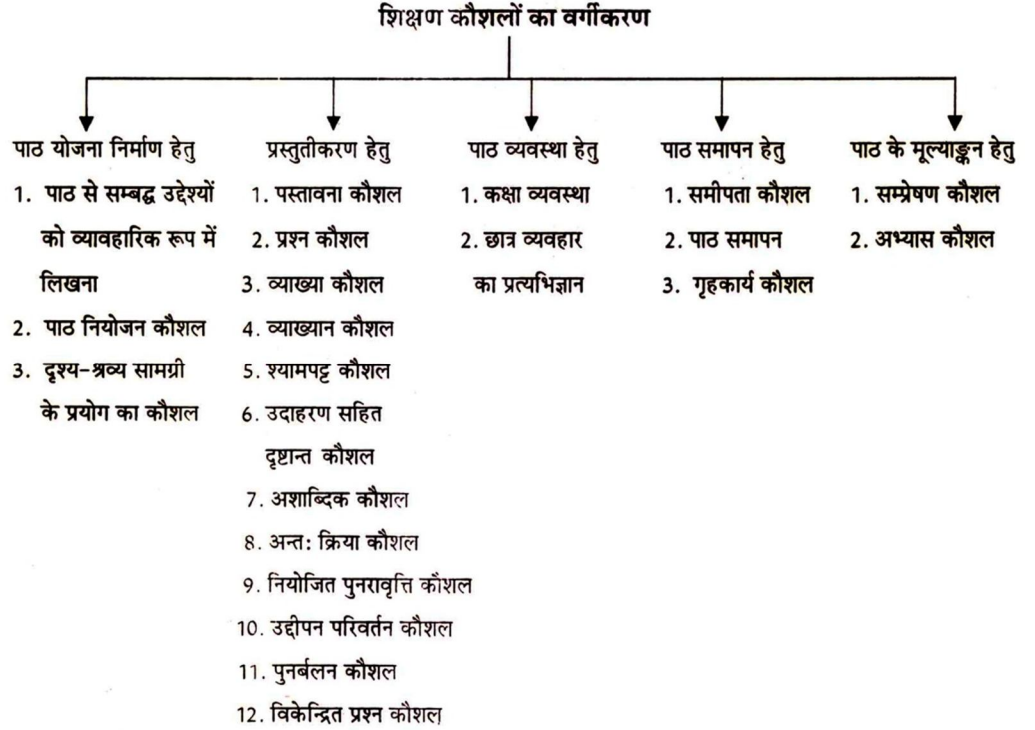 शिक्षण कौशलों का वर्गीकरण
पाठ योजना निर्माण हेतु
1. पाठ से सम्बद्ध उद्देश्यों
को व्यावहारिक रूप में
लिखना
2. पाठ नियोजन कौशल
3. दृश्य-श्रव्य सामग्री
के प्रयोग का कौशल
प्रस्तुतीकरण हेतु
1. पस्तावना कौशल
2. प्रश्न कौशल
3. व्याख्या कौशल
4. व्याख्यान कौशल
5. श्यामपट्ट कौशल
6. उदाहरण सहित
दृष्टान्त कौशल
7. अशाब्दिक कौशल
8. अन्त: क्रिया कौशल
9. नियोजित पुनरावृत्ति कौशल
10. उद्दीपन परिवर्तन कौशल
11. पुनर्बलन कौशल
12. विकेन्द्रित प्रश्न कौशल
पाठ व्यवस्था हेतु
1. कक्षा व्यवस्था
2. छात्र व्यवहार
का प्रत्यभिज्ञान
पाठ समापन हेतु
1. समीपता कौशल
2. पाठ समापन
3. गृहकार्य कौशल
पाठ के मूल्याङ्कन हेतु
1. सम्प्रेषण कौशल
2. अभ्यास कौशल